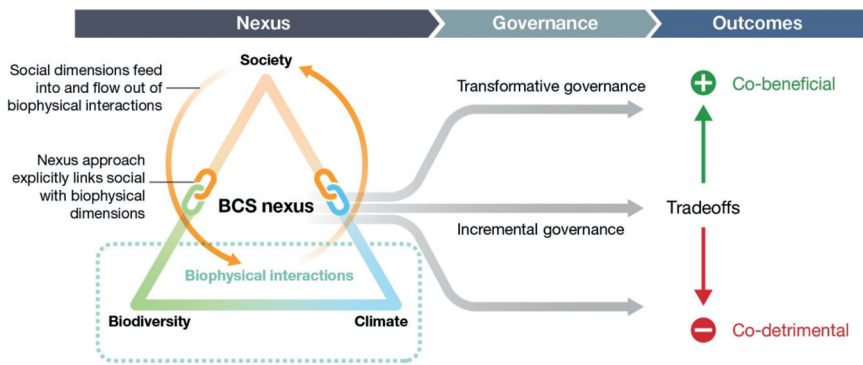 Nexus
Governance
Outcomes
Society
Social dimensions feed
into and flow out of
biophysical interactions
Transformative governance
Co-beneficial
Nexus approach
explicitly links social
with biophysical
dimensions
BCS nexus
Tradeoffs
Incremental governance
Biophysical interactions
Biodiversity
Climate
Co-detrimental